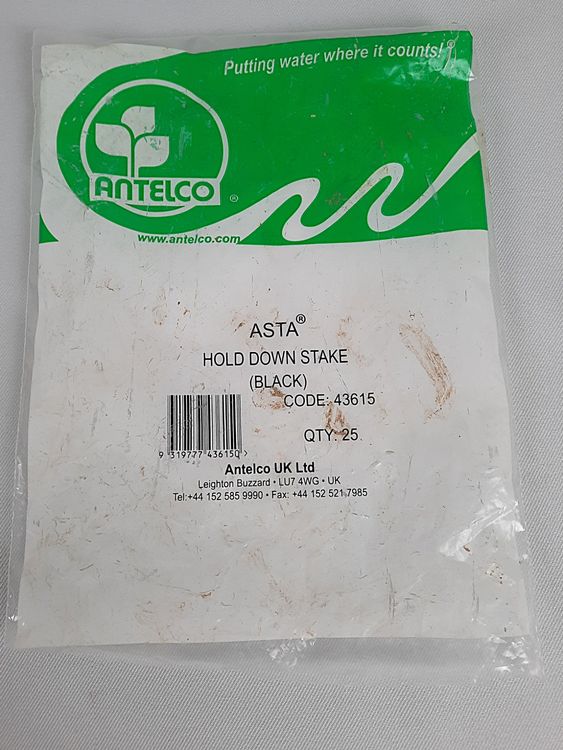 Putting water where it counts!®
ANTELCO®
www.antelco.com
ASTA®
HOLD DOWN STAKE
(BLACK)
CODE: 43615
QTY: 25
9 319777 436150 >
Antelco UK Ltd
Leighton Buzzard • LU7 4WG • UK
Tel:+44 152 585 9990 • Fax: +44 152 521 7985